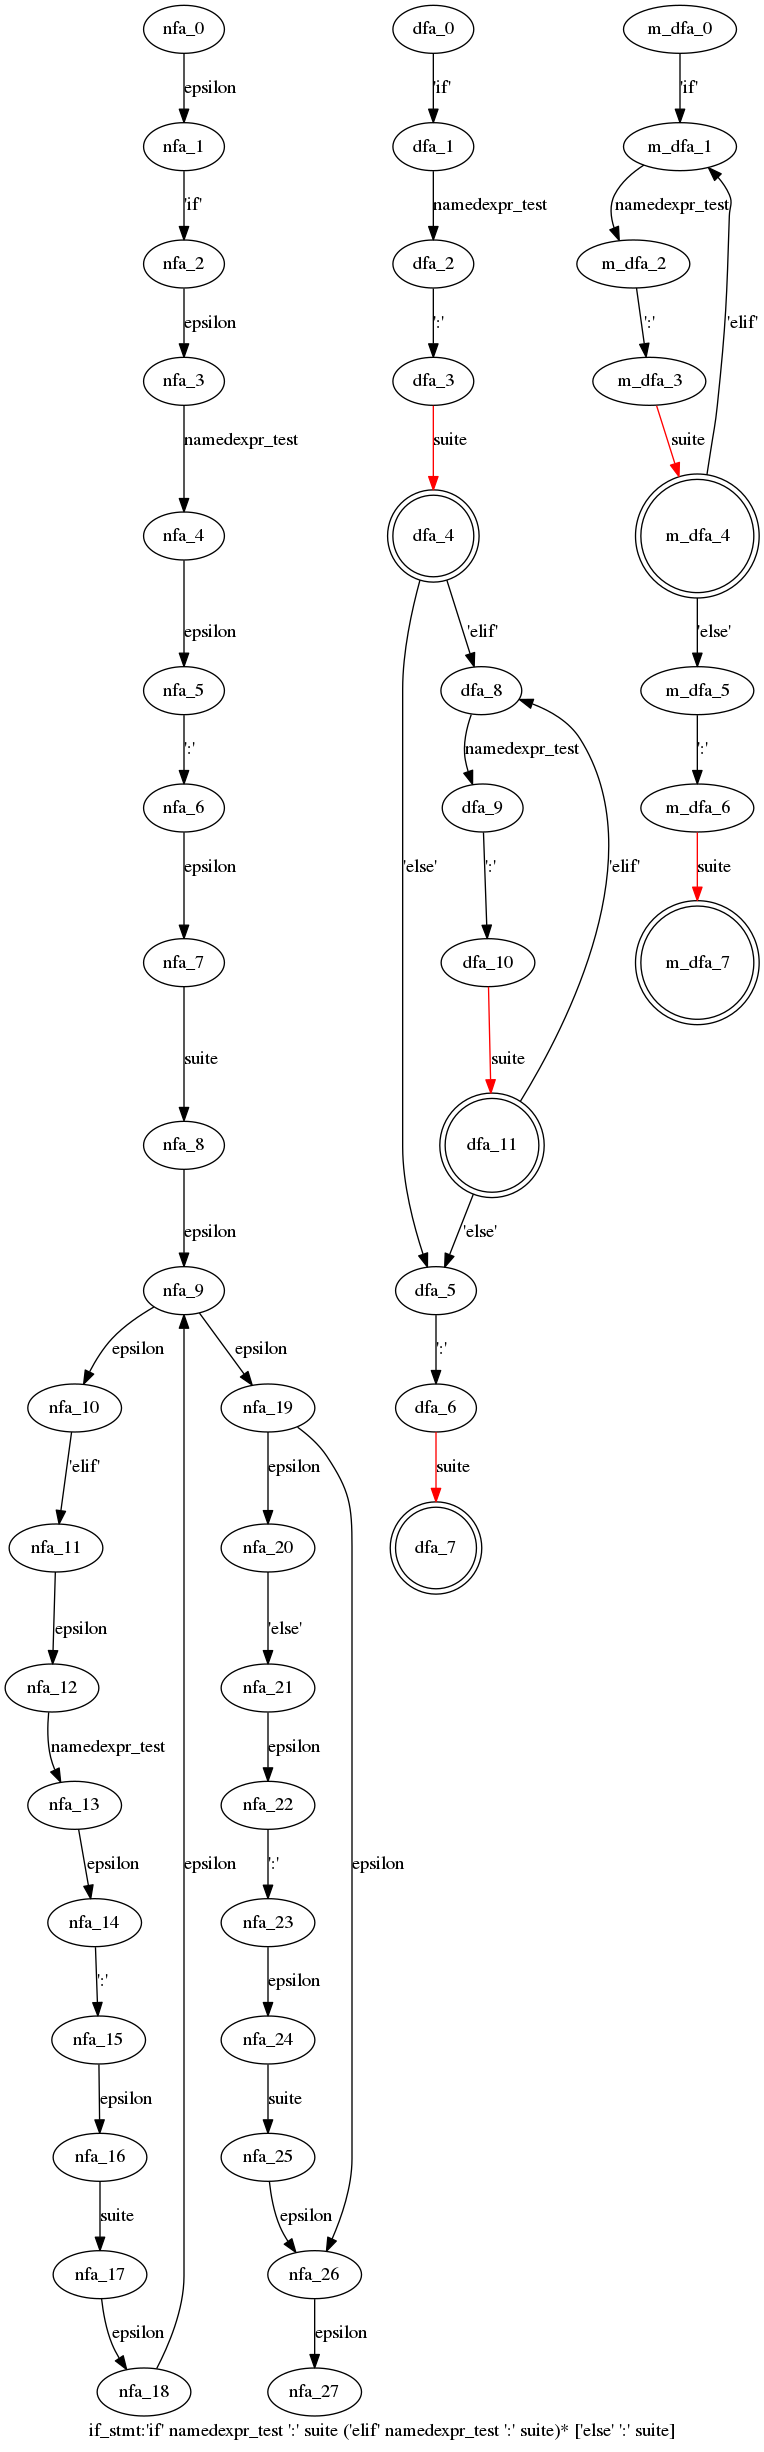 nfa_0
epsilon
nfa_1
'if'
nfa_2
epsilon
nfa_3
namedexpr_test
nfa_4
epsilon
nfa_5
':'
nfa_6
epsilon
nfa_7
suite
nfa_8
epsilon
nfa_9
epsilon
epsilon
nfa_10
nfa_19
'elif'
epsilon
nfa_11
nfa_20
epsilon
'else'
nfa_12
nfa_21
namedexpr_test
epsilon
nfa_13
nfa_22
epsilon
epsilon
':'
epsilon
nfa_14
nfa_23
':'
epsilon
nfa_15
nfa_24
epsilon
suite
nfa_16
nfa_25
suite
epsilon
nfa_17
nfa_26
epsilon
epsilon
nfa_18
nfa_27
dfa_0
'if'
dfa_1
namedexpr_test
dfa_2
':'
dfa_3
suite
dfa_4
'elif'
dfa_8
namedexpr_test
dfa_9
'else'
':'
'elif'
dfa_10
suite
dfa_11
'else'
dfa_5
':'
dfa_6
suite
dfa_7
m_dfa_0
'if'
m_dfa_1
namedexpr_test
m_dfa_2
':'
'elif'
m_dfa_3
suite
m_dfa_4
'else'
m_dfa_5
':'
m_dfa_6
suite
m_dfa_7
if_stmt:'if' namedexpr_test ':' suite ('elif' namedexpr_test ':' suite)* ['else' ':' suite]